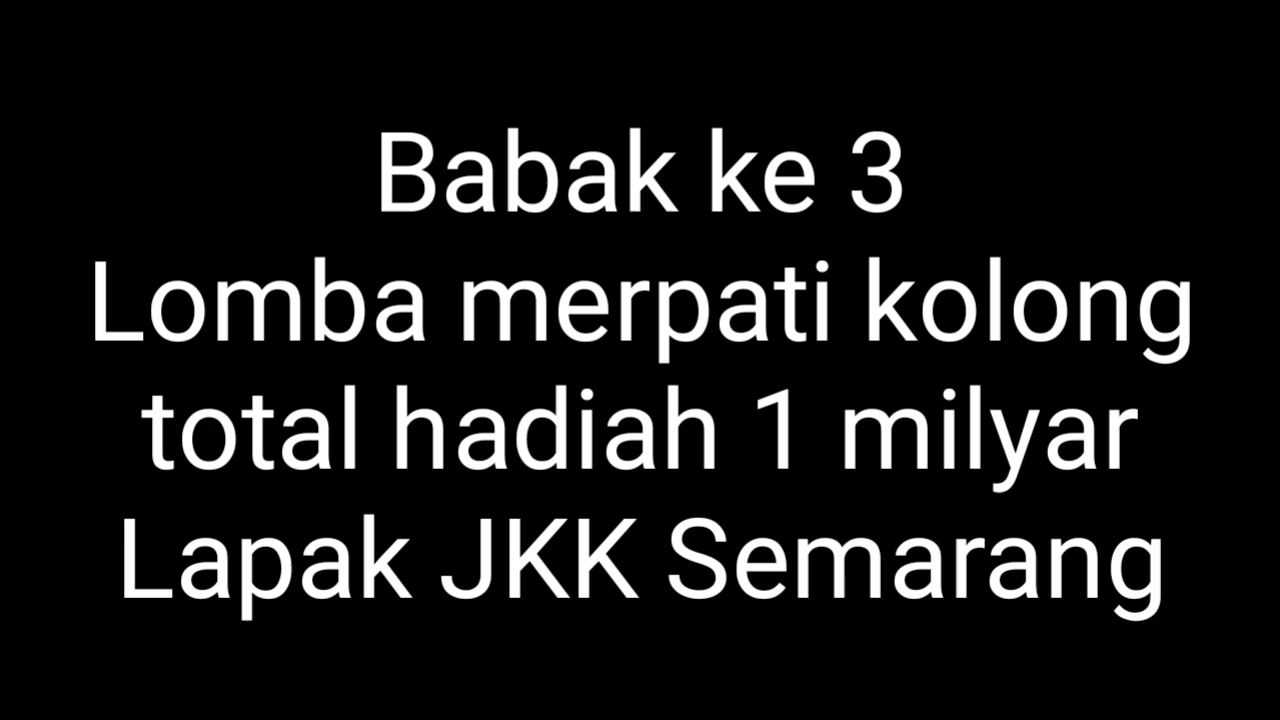 Babak ke 3
Lomba merpati kolong
total hadiah 1 milyar
Lapak JKK Semarang